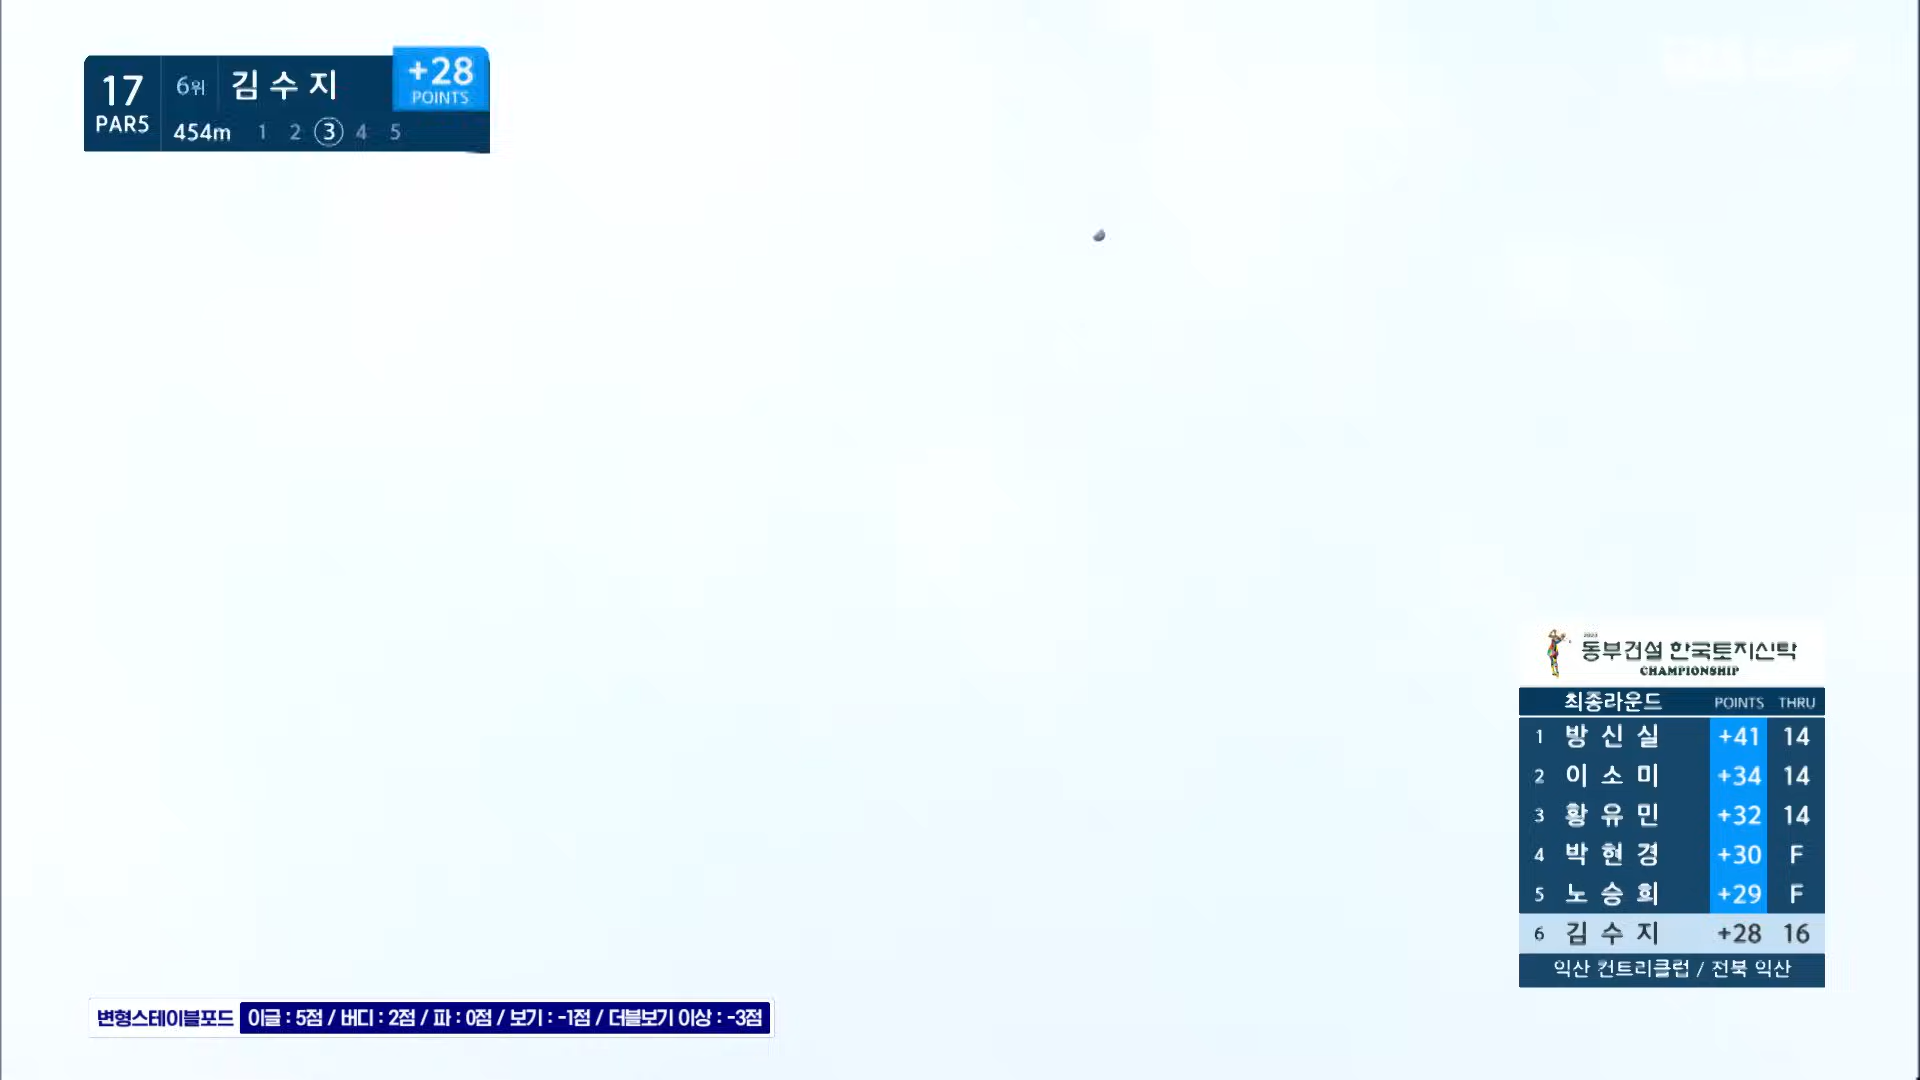 17
PAR5
6위 김수지
+28
POINTS
454m 1 2 3 4 5
2023
동부건설 한국토지신탁
CHAMPIONSHIP
최종라운드 POINTS THRU
1 방신실 +41 14
2 이소미 +34 14
3 황유민 +32 14
4 박현경 +30 F
5 노승희 +29 F
6 김수지 +28 16
익산 컨트리클럽 / 전북 익산
변형스테이블포드 이글 : 5점 / 버디 : 2점 / 파 : 0점 / 보기 : -1점 / 더블보기 이상 : -3점